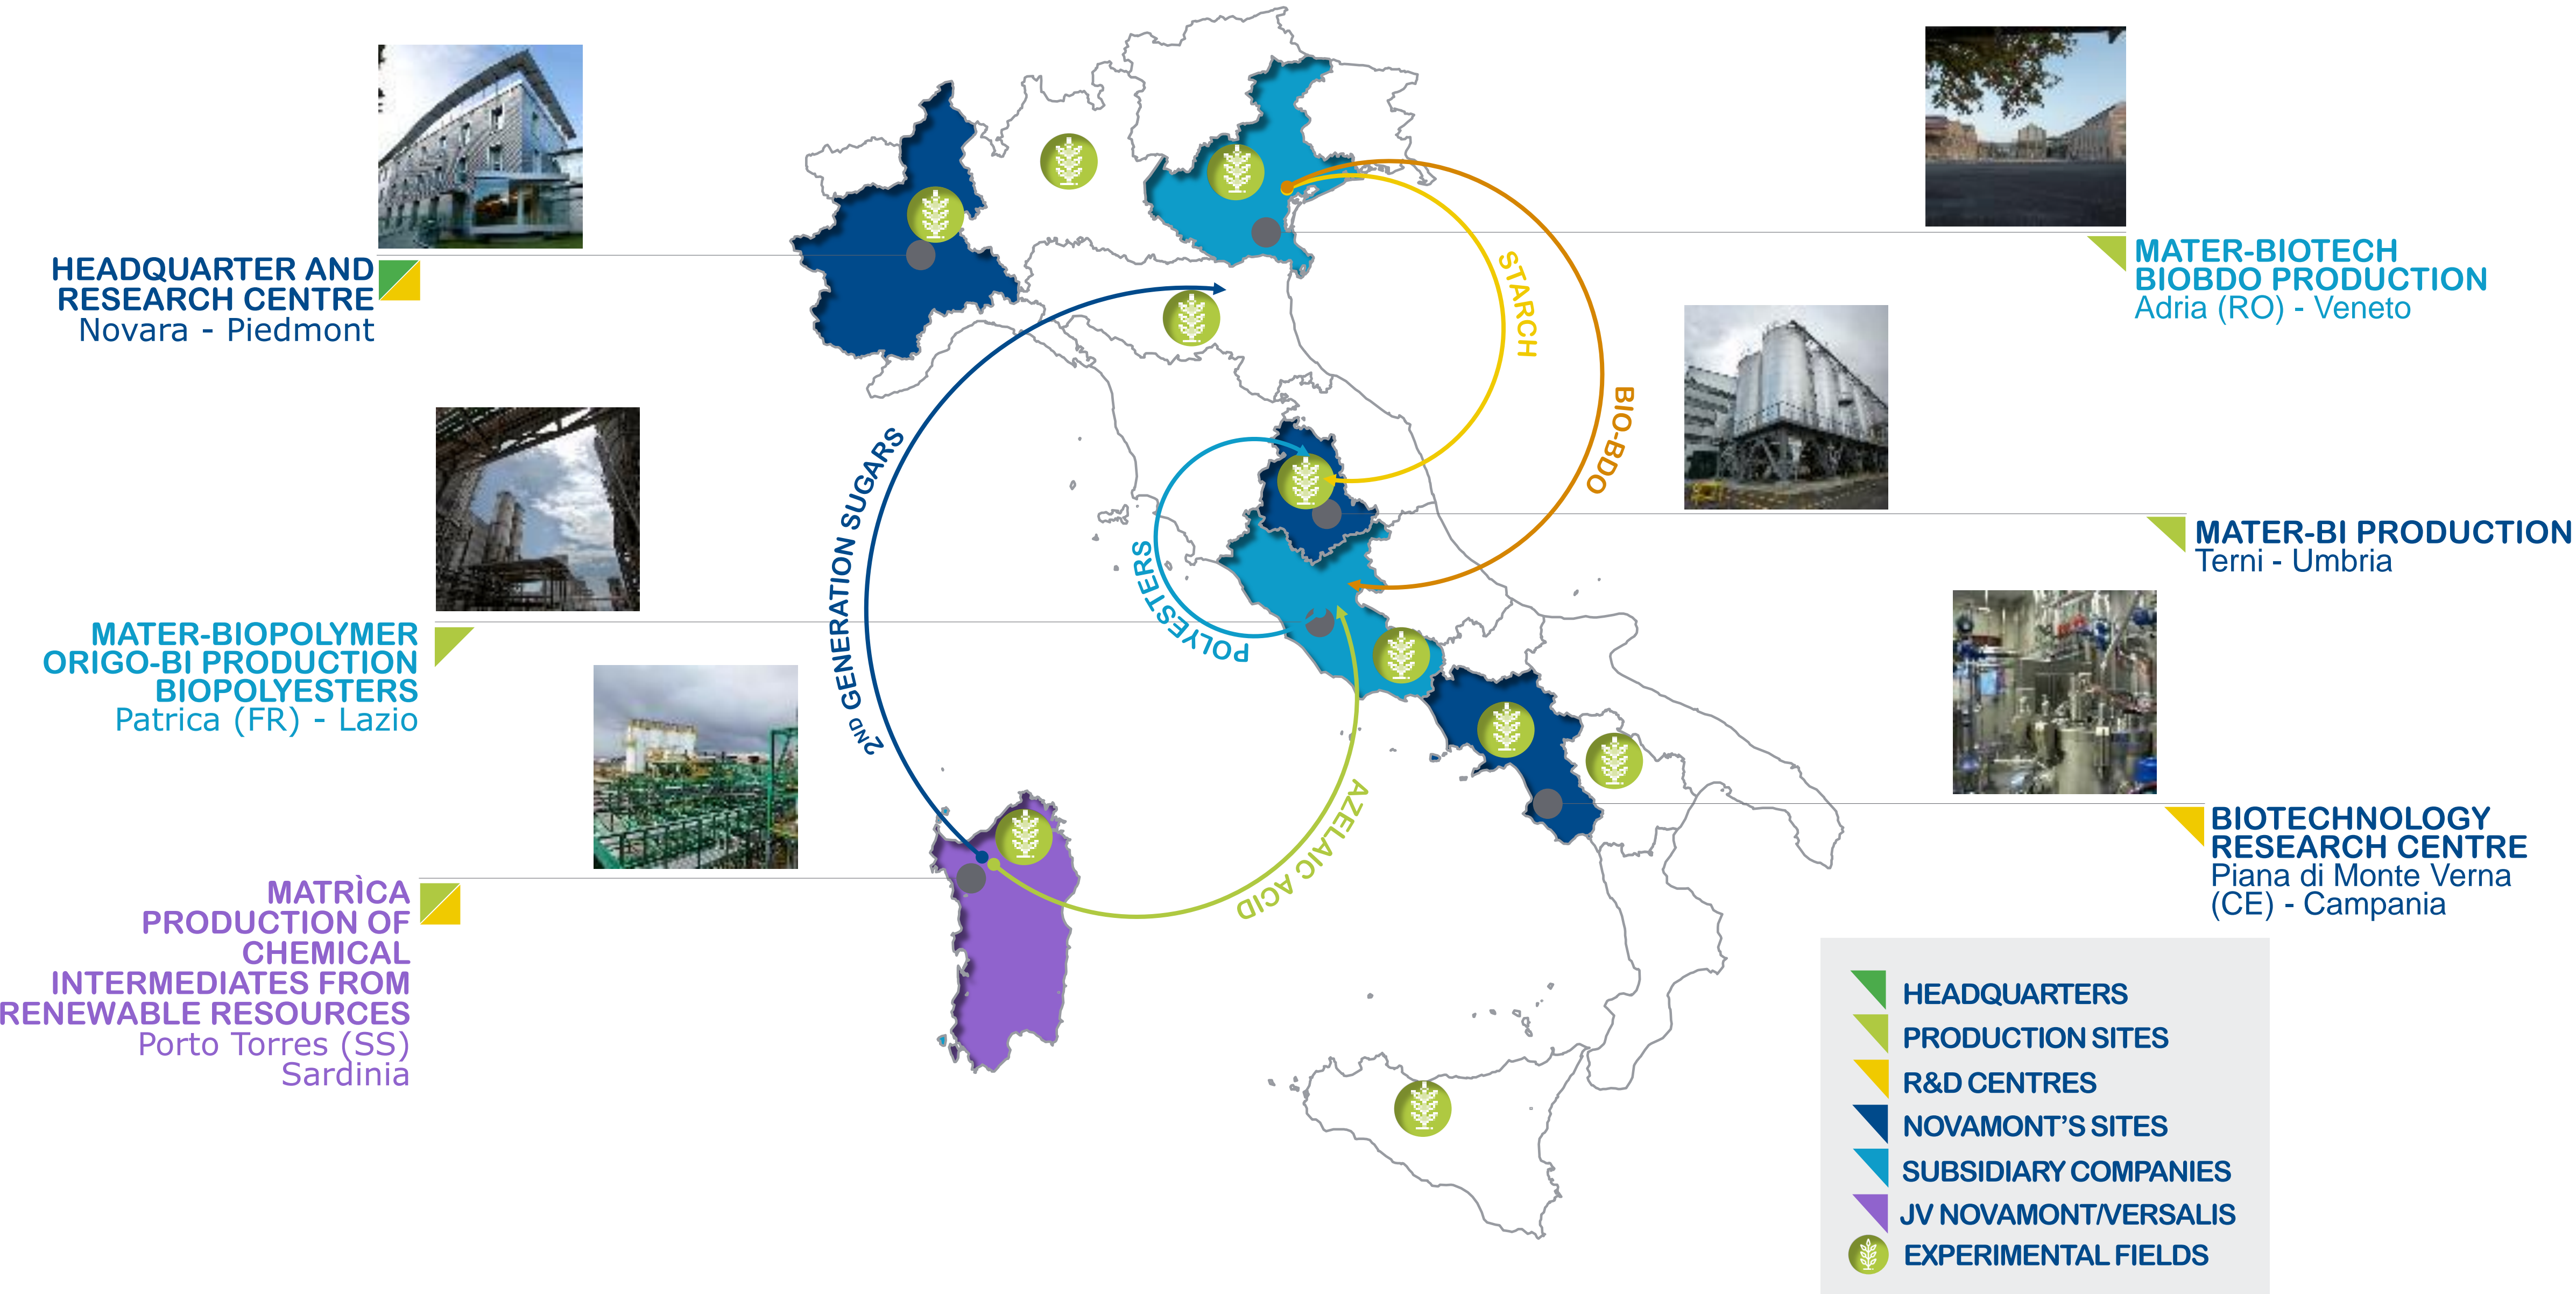 HEADQUARTER AND
RESEARCH CENTRE
Novara - Piedmont
MATER-BIOTECH
BIOBDO PRODUCTION
Adria (RO) - Veneto
STARCH
BIO-BDO
2ND GENERATION SUGARS
POLYESTERS
AZELAIC ACID
MATER-BI PRODUCTION
Terni - Umbria
MATER-BIOPOLYMER
ORIGO-BI PRODUCTION
BIOPOLYESTERS
Patrica (FR) - Lazio
BIOTECHNOLOGY
RESEARCH CENTRE
Piana di Monte Verna
(CE) - Campania
MATRÌCA
PRODUCTION OF
CHEMICAL
INTERMEDIATES FROM
RENEWABLE RESOURCES
Porto Torres (SS)
Sardinia
HEADQUARTERS
PRODUCTION SITES
R&D CENTRES
NOVAMONT'S SITES
SUBSIDIARY COMPANIES
JV NOVAMONT/VERSALIS
EXPERIMENTAL FIELDS